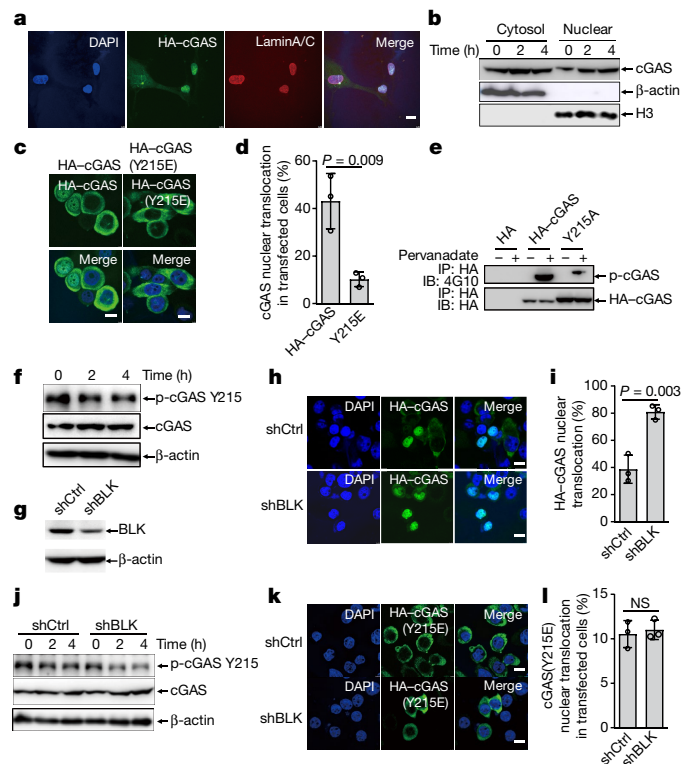 a
DAPI HA–cGAS LaminA/C Merge
b
Cytosol Nuclear
Time (h) 0 2 4 0 2 4
cGAS
β-actin
H3
c
HA–cGAS HA–cGAS
(Y215E)
HA–cGAS HA–cGAS
(Y215E)
Merge Merge
d
cGAS nuclear translocation
in transfected cells (%)
60
40
20
0
P = 0.009
HA–cGAS
Y215E
e
HA HA–cGAS Y215A
Pervanadate – + – + – +
IP: HA
IB: 4G10
p-cGAS
IP: HA
IB: HA
HA–cGAS
f
0 2 4 Time (h)
p-cGAS Y215
cGAS
β-actin
g
shCtrl shBLK
BLK
β-actin
h
DAPI HA–cGAS Merge
shCtrl
DAPI HA–cGAS Merge
shBLK
i
HA–cGAS nuclear
translocation (%)
100
80
60
40
20
0
P = 0.003
shCtrl
shBLK
j
shCtrl shBLK
0 2 4 0 2 4 Time (h)
p-cGAS Y215
cGAS
β-actin
k
DAPI HA–cGAS Merge
(Y215E)
shCtrl
DAPI HA–cGAS Merge
(Y215E)
shBLK
l
cGAS(Y215E)
nuclear translocation
in transfected cells (%)
15
10
5
0
NS
shCtrl
shBLK